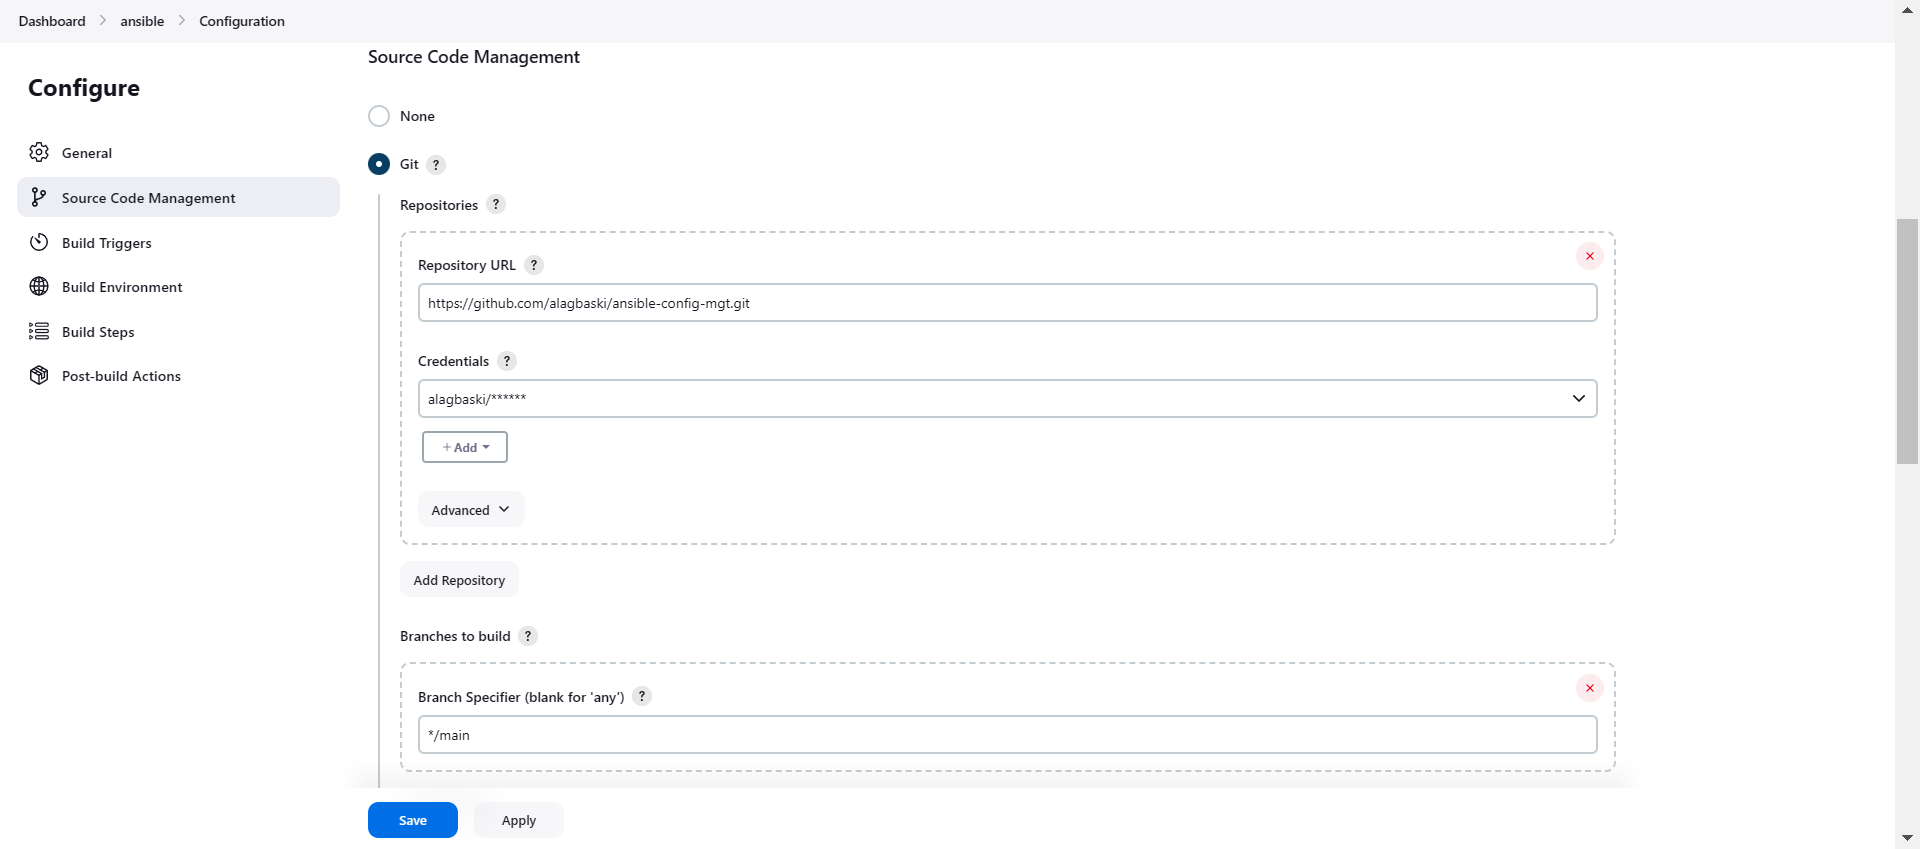 Dashboard > ansible > Configuration
Configure
General
Source Code Management
Build Triggers
Build Environment
Build Steps
Post-build Actions
Source Code Management
None
Git ?
Repositories ?
Repository URL ?
https://github.com/alagbaski/ansible-config-mgt.git
Credentials ?
alagbaski/******
+ Add
Advanced
Add Repository
Branches to build ?
Branch Specifier (blank for 'any') ?
*/main
Save Apply